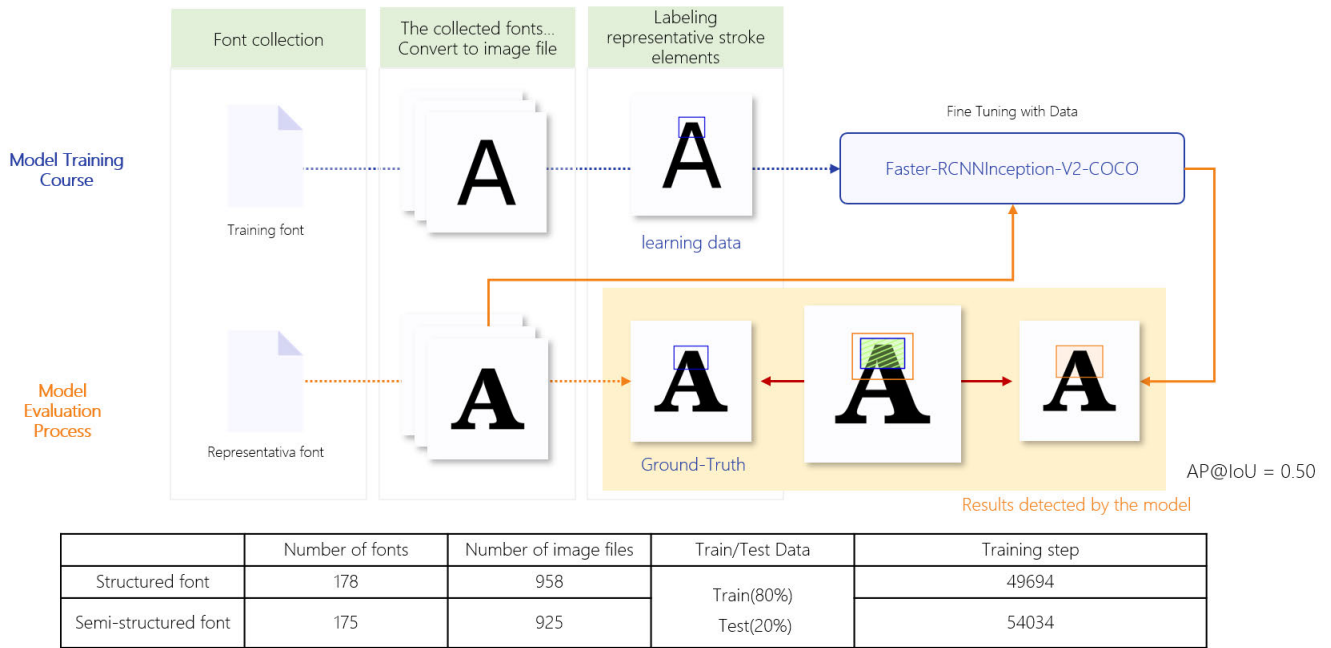 Font collection
The collected fonts...
Convert to image file
Labeling
representative stroke
elements
Model Training
Course
Training font
A
A
learning data
Fine Tuning with Data
Faster-RCNNInception-V2-COCO
Model
Evaluation
Process
Representativa font
A
A
Ground-Truth
A
A
AP@IoU = 0.50
Results detected by the model
Number of fonts Number of image files Train/Test Data Training step
Structured font 178 958 Train(80%) 49694
Semi-structured font 175 925 Test(20%) 54034